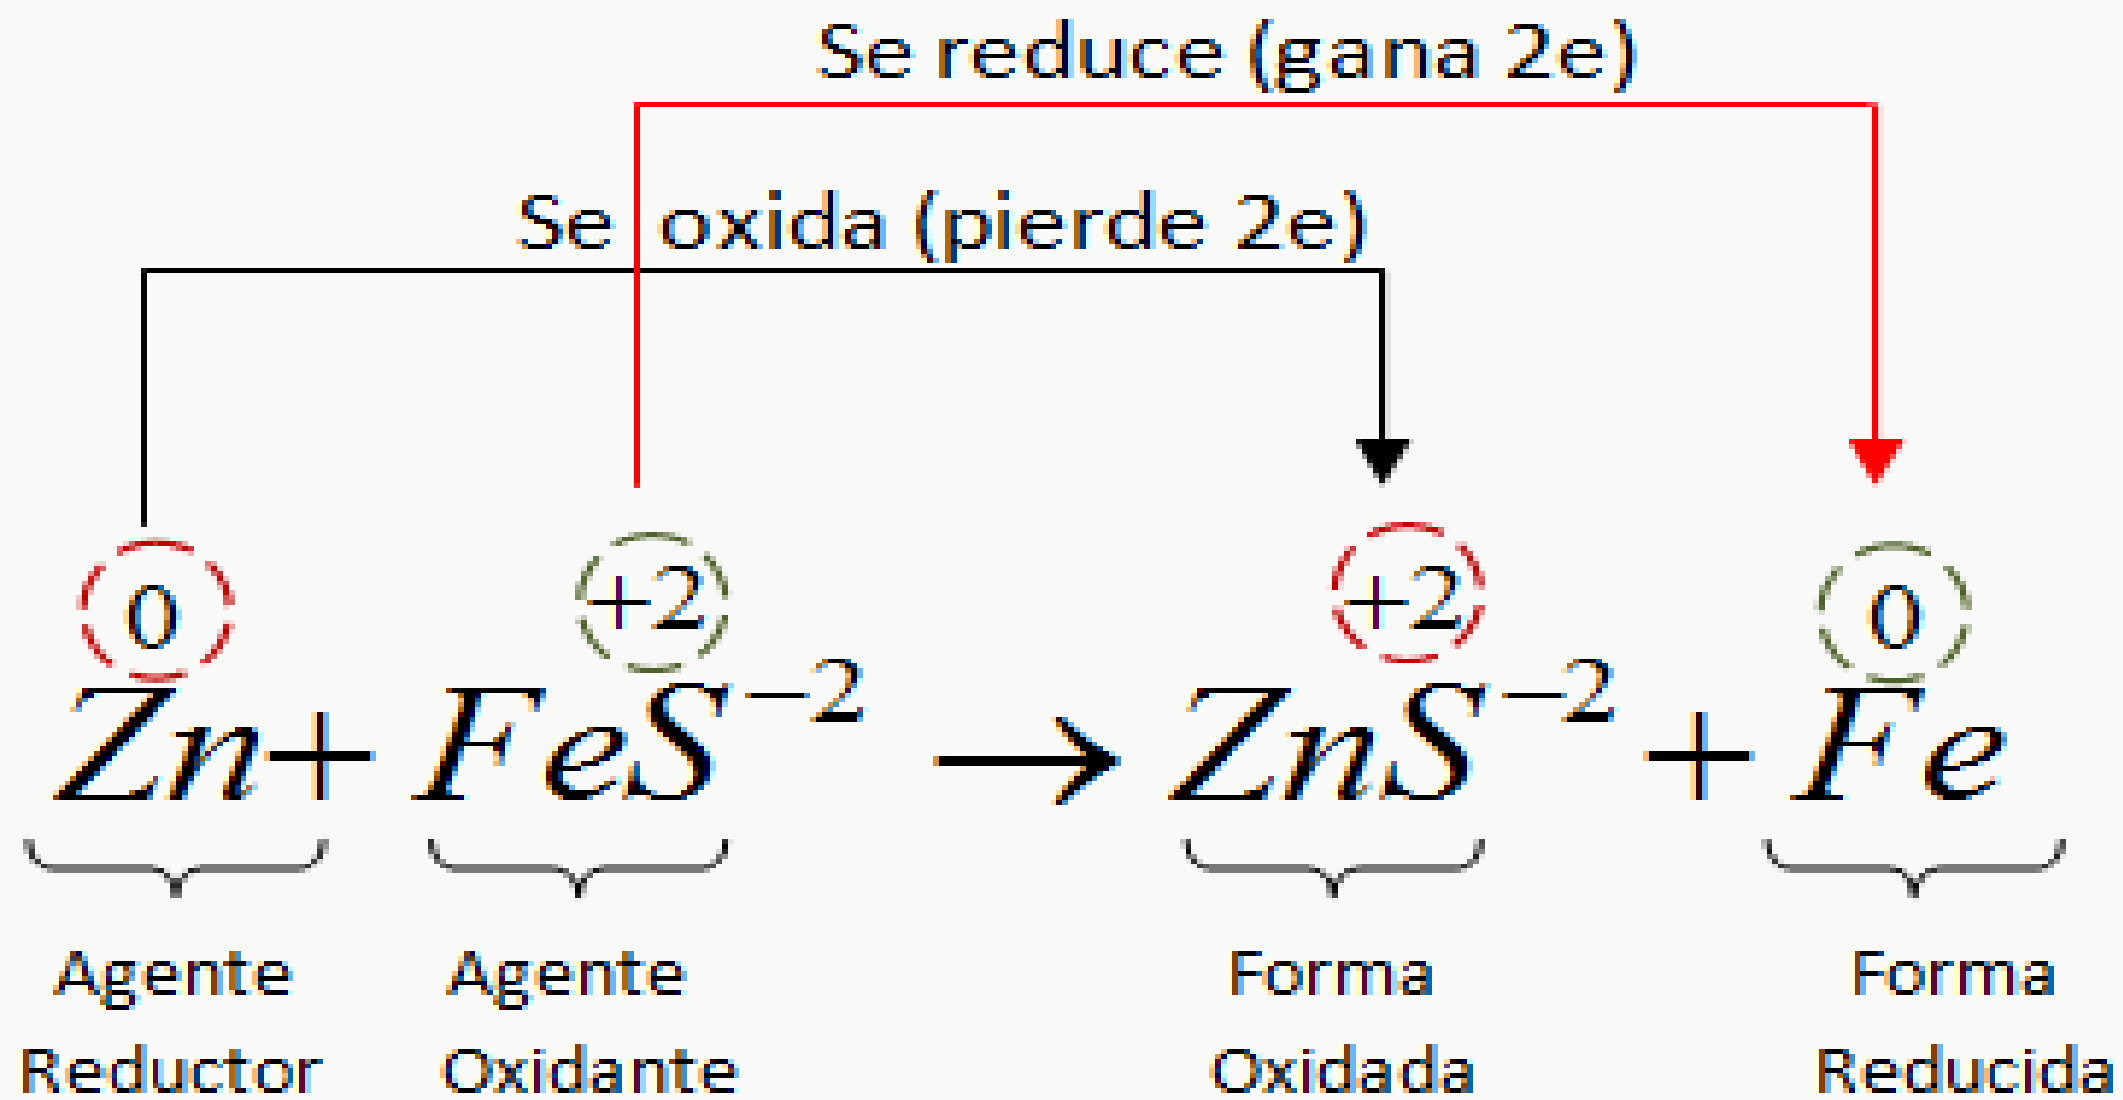 Se reduce (gana 2e)
Se oxida (pierde 2e)
0 +2 +2 0
Zn + FeS⁻² → ZnS⁻² + Fe
Agente Agente Forma Forma
Reductor Oxidante Oxidada Reducida